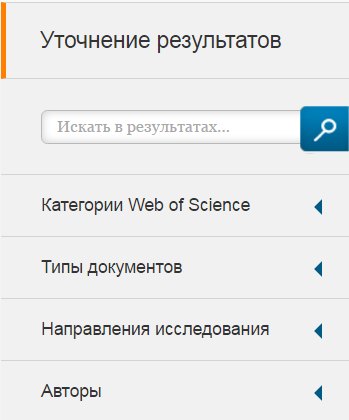 Уточнение результатов
Искать в результатах...
Категории Web of Science
Типы документов
Направления исследования
Авторы